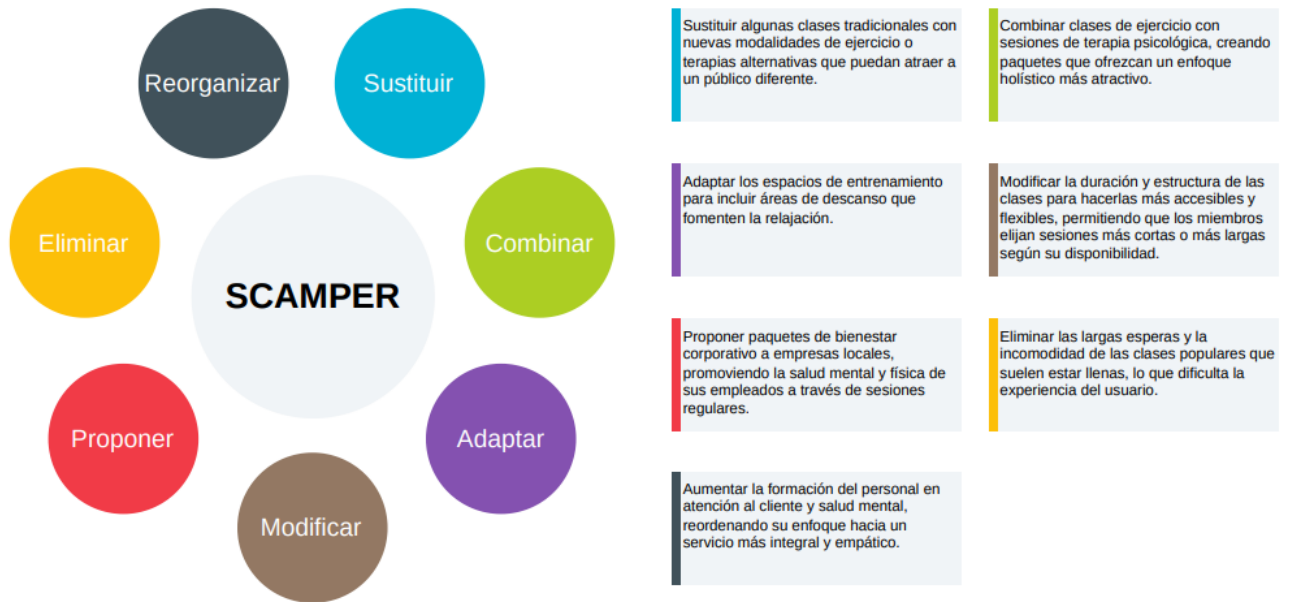 Reorganizar
Sustituir
Eliminar
Combinar
SCAMPER
Proponer
Adaptar
Modificar
Sustituir algunas clases tradicionales con
nuevas modalidades de ejercicio o
terapias alternativas que puedan atraer a
un público diferente.
Combinar clases de ejercicio con
sesiones de terapia psicológica, creando
paquetes que ofrezcan un enfoque
holístico más atractivo.
Adaptar los espacios de entrenamiento
para incluir áreas de descanso que
fomenten la relajación.
Modificar la duración y estructura de las
clases para hacerlas más accesibles y
flexibles, permitiendo que los miembros
elijan sesiones más cortas o más largas
según su disponibilidad.
Proponer paquetes de bienestar
corporativo a empresas locales,
promoviendo la salud mental y física de
sus empleados a través de sesiones
regulares.
Eliminar las largas esperas y la
incomodidad de las clases populares que
suelen estar llenas, lo que dificulta la
experiencia del usuario.
Aumentar la formación del personal en
atención al cliente y salud mental,
reordenando su enfoque hacia un
servicio más integral y empático.